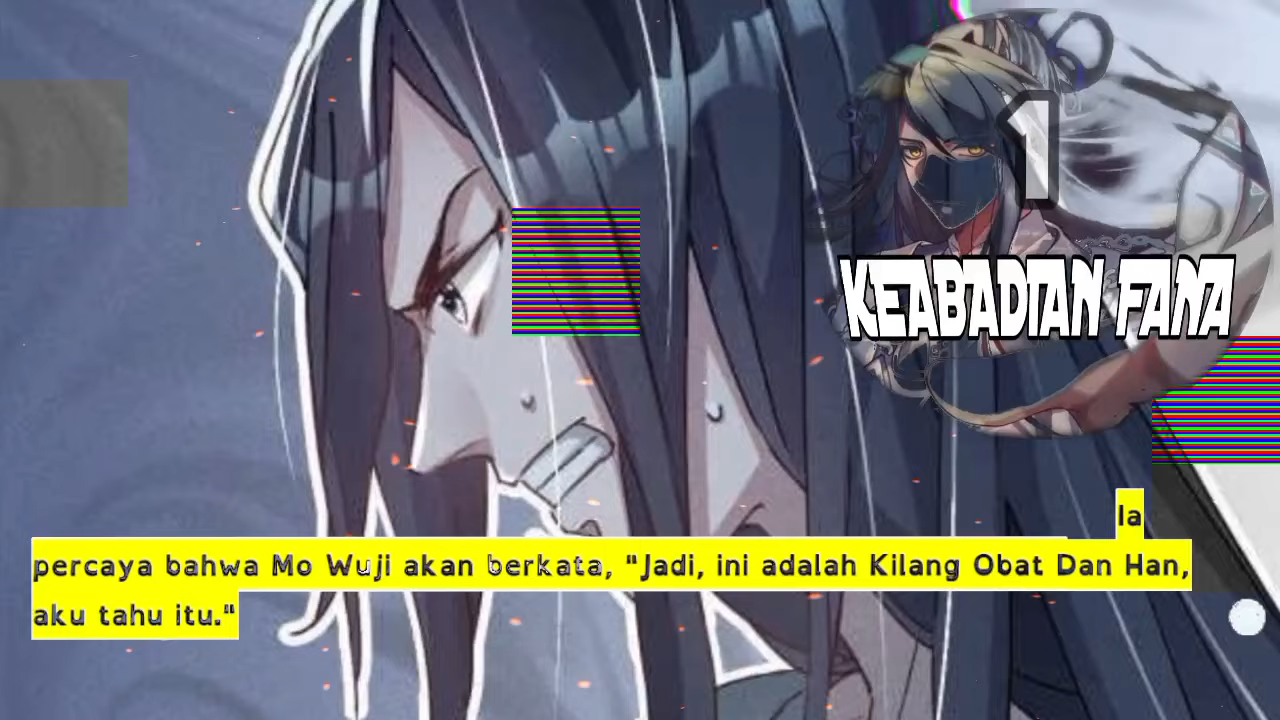 1
KEABADIAN FANA
Ia
percaya bahwa Mo Wuji akan berkata, "Jadi, ini adalah Kilang Obat Dan Han,
aku tahu itu."